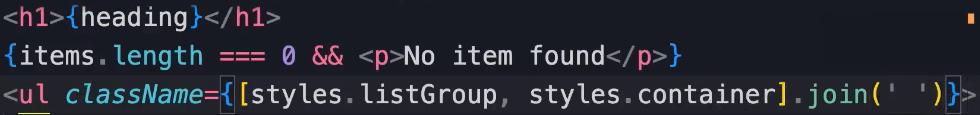 <h1>{heading}</h1>
{items.length === 0 && <p>No item found</p>}
<ul className={[styles.listGroup, styles.container].join(' ')}>